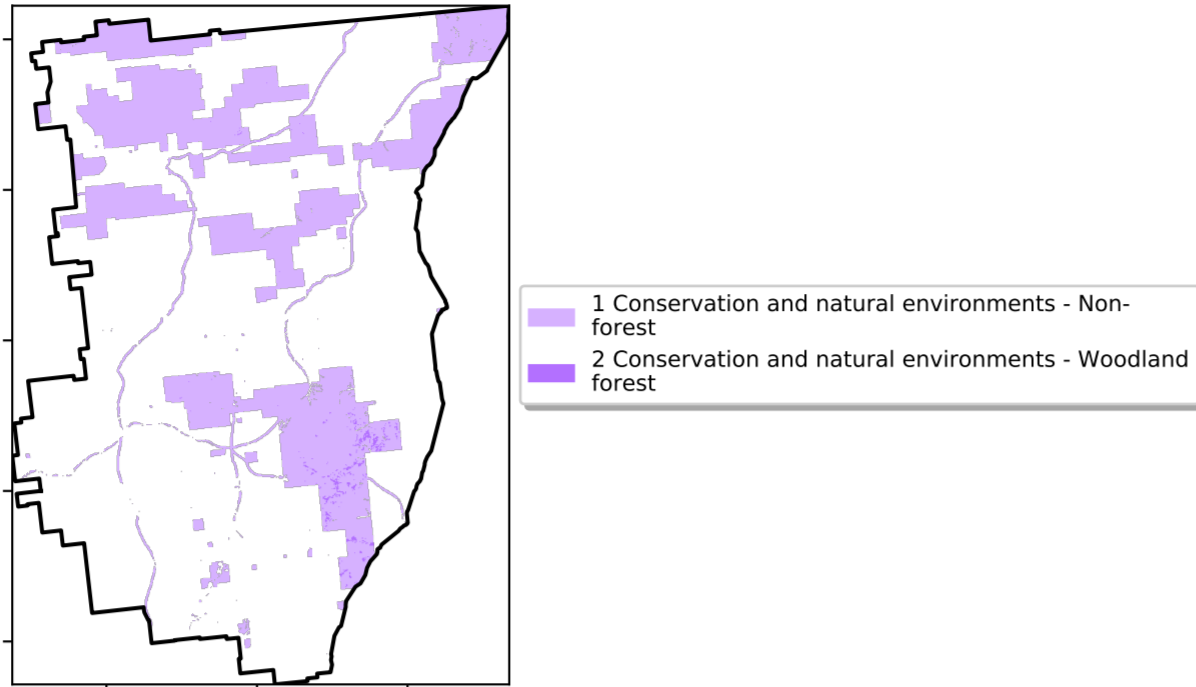 1 Conservation and natural environments - Non-
forest
2 Conservation and natural environments - Woodland
forest